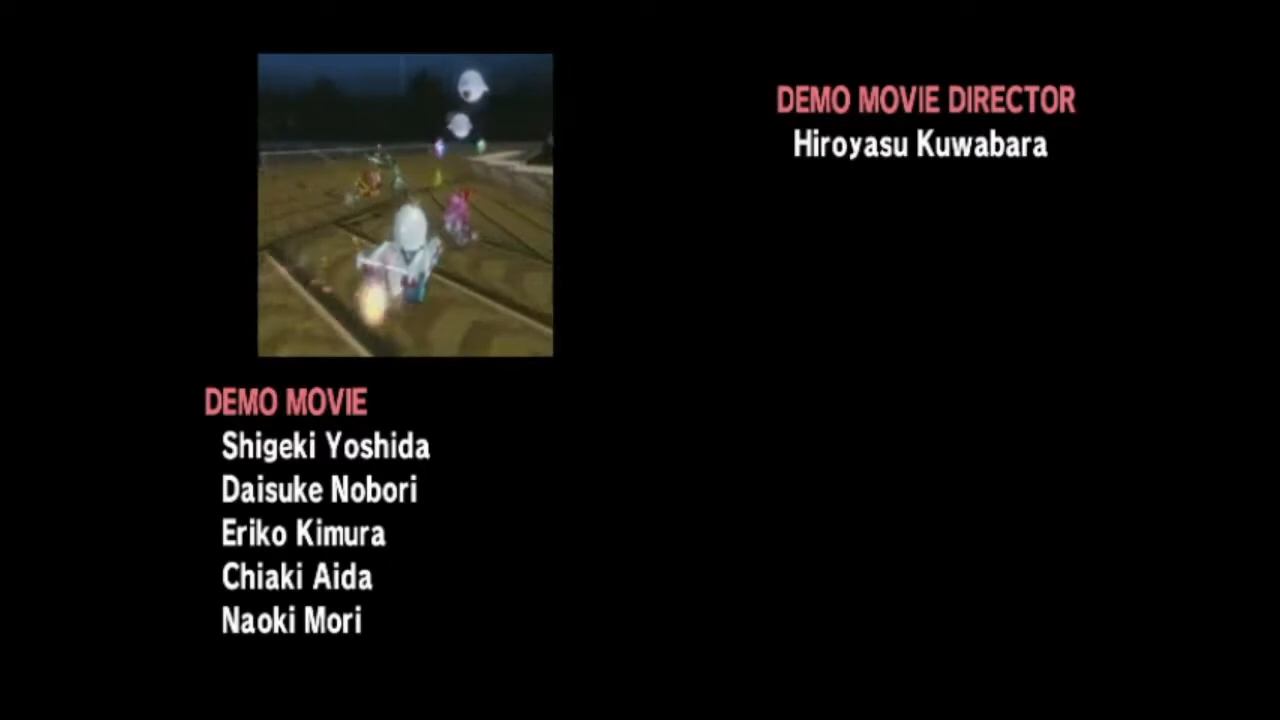 DEMO MOVIE DIRECTOR
Hiroyasu Kuwabara
DEMO MOVIE
Shigeki Yoshida
Daisuke Nobori
Eriko Kimura
Chiaki Aida
Naoki Mori